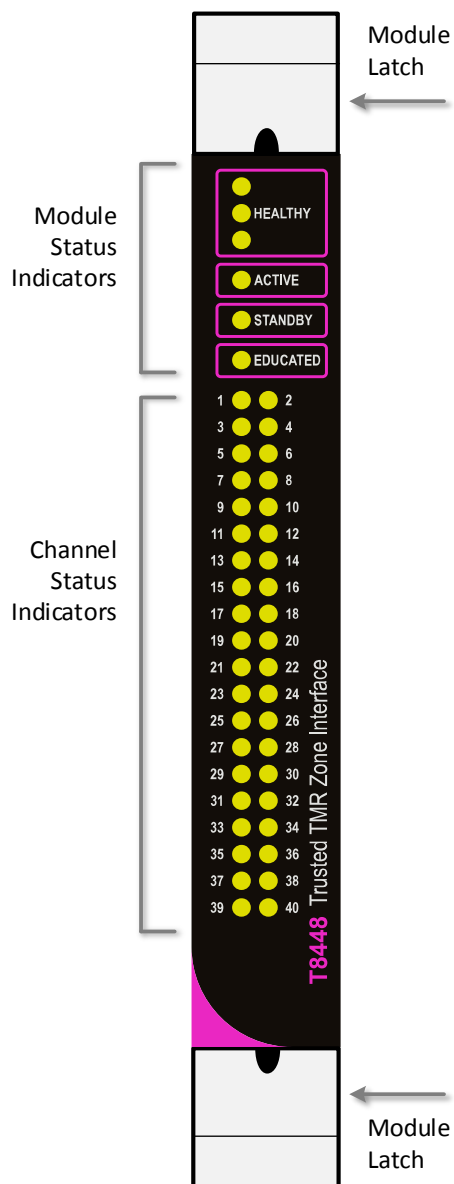 Module
Latch
Module
Status
Indicators
HEALTHY
ACTIVE
STANDBY
EDUCATED
Channel
Status
Indicators
1 2
3 4
5 6
7 8
9 10
11 12
13 14
15 16
17 18
19 20
21 22
23 24
25 26
27 28
29 30
31 32
33 34
35 36
37 38
39 40
T8448 Trusted TMR Zone Interface
Module
Latch